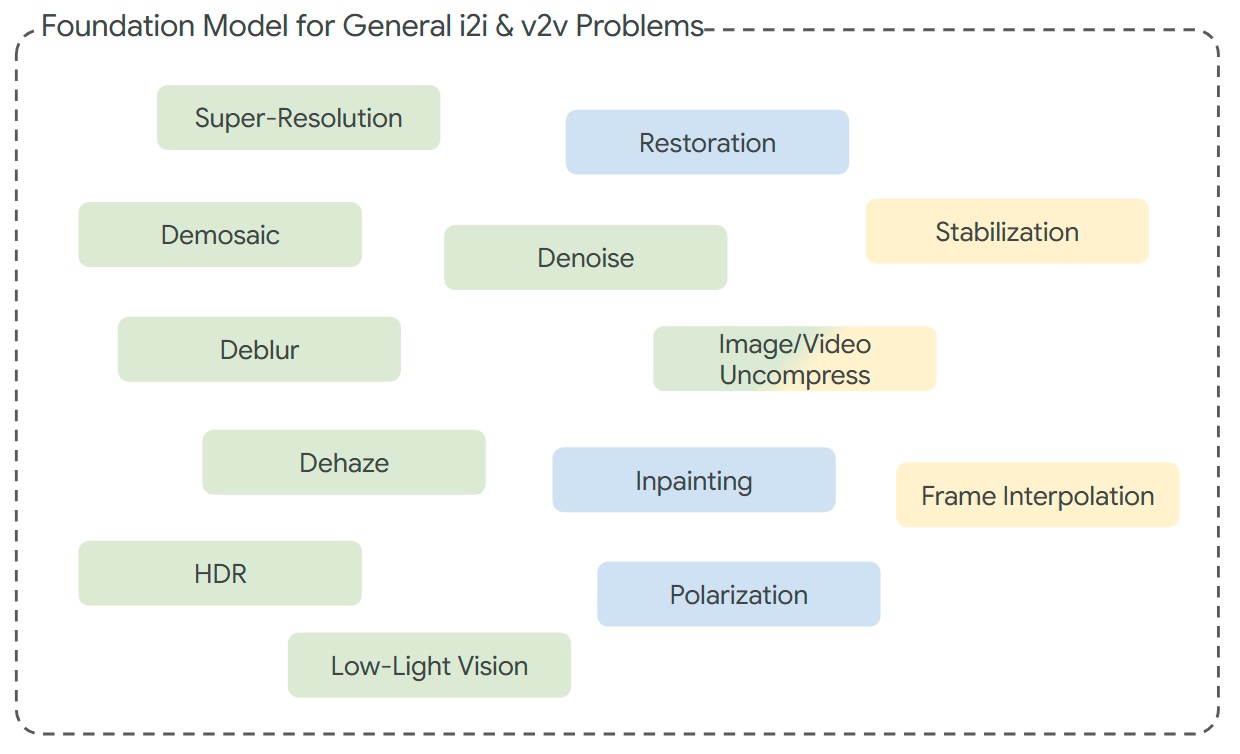 Foundation Model for General i2i & v2v Problems
Super-Resolution
Restoration
Demosaic
Stabilization
Denoise
Deblur
Image/Video
Uncompress
Dehaze
Inpainting
Frame Interpolation
HDR
Polarization
Low-Light Vision